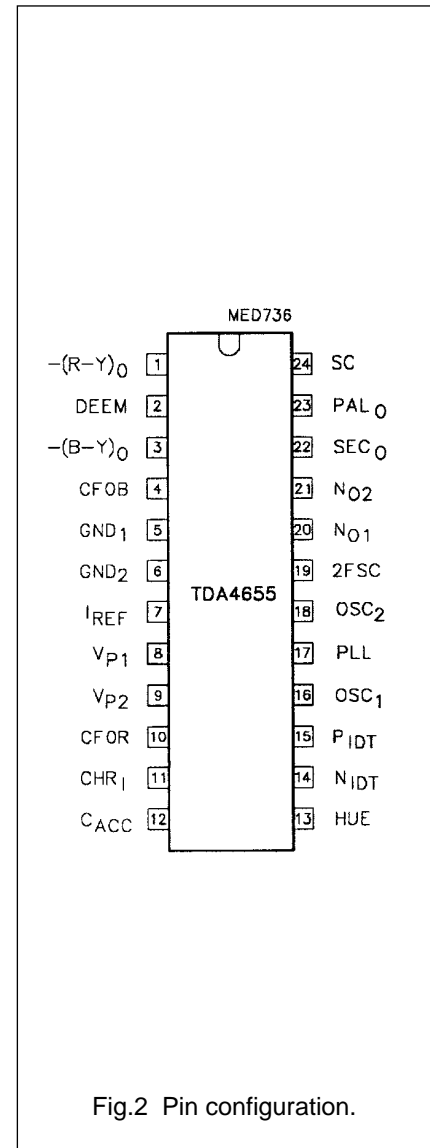 MED736
-(R-Y)O 1 24 SC
DEEM 2 23 PALO
-(B-Y)O 3 22 SECO
CFOB 4 21 NO2
GND1 5 20 NO1
GND2 6 19 2FSC
TDA4655
IREF 7 18 OSC2
VP1 8 17 PLL
VP2 9 16 OSC1
CFOR 10 15 PIDT
CHRI 11 14 NIDT
CACC 12 13 HUE
Fig.2 Pin configuration.